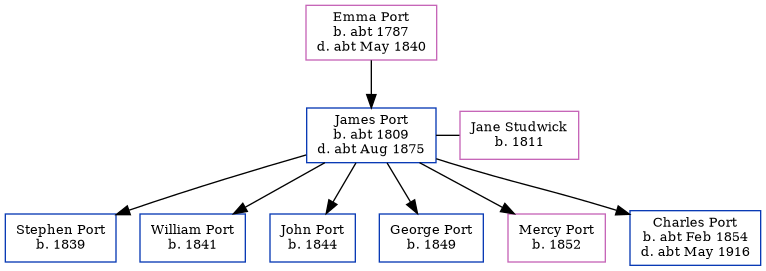 Emma Port
b. abt 1787
d. abt May 1840
James Port
b. abt 1809
d. abt Aug 1875
Jane Studwick
b. 1811
Stephen Port
b. 1839
William Port
b. 1841
John Port
b. 1844
George Port
b. 1849
Mercy Port
b. 1852
Charles Port
b. abt Feb 1854
d. abt May 1916